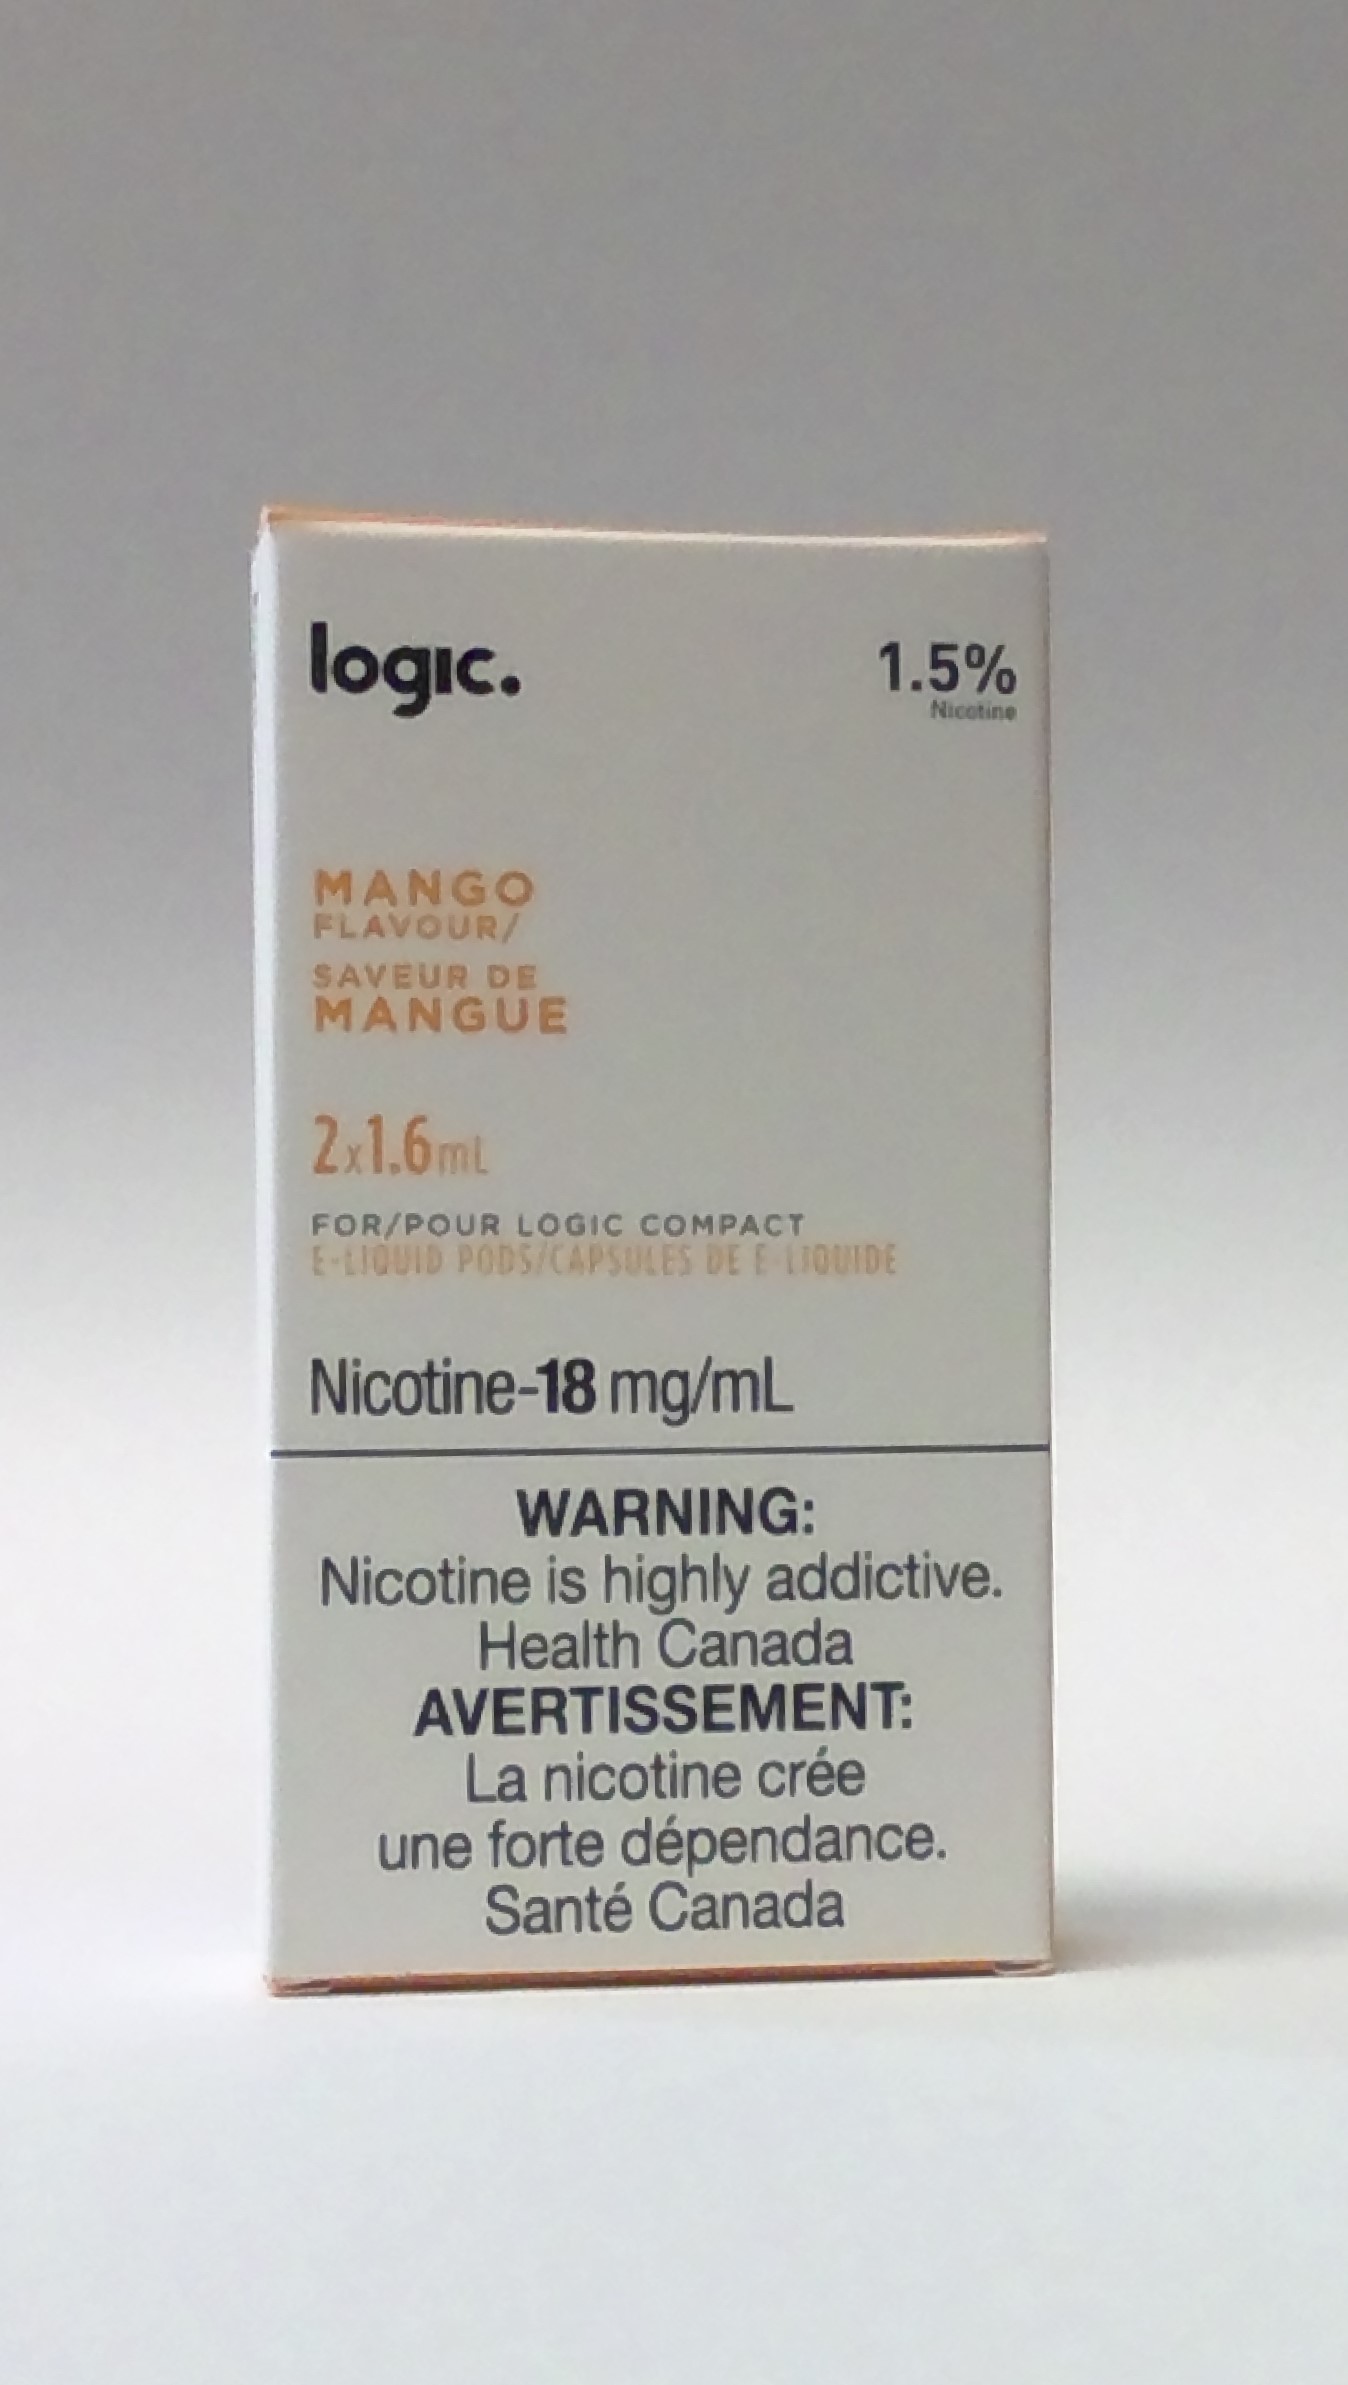 logic.
1.5%
Nicotine
MANGO
FLAVOUR/
SAVEUR DE
MANGUE
2x1.6mL
FOR/POUR LOGIC COMPACT
E-LIQUID PODS/CAPSULES DE E-LIQUIDE
Nicotine-18 mg/mL
WARNING:
Nicotine is highly addictive.
Health Canada
AVERTISSEMENT:
La nicotine crée
une forte dépendance.
Santé Canada